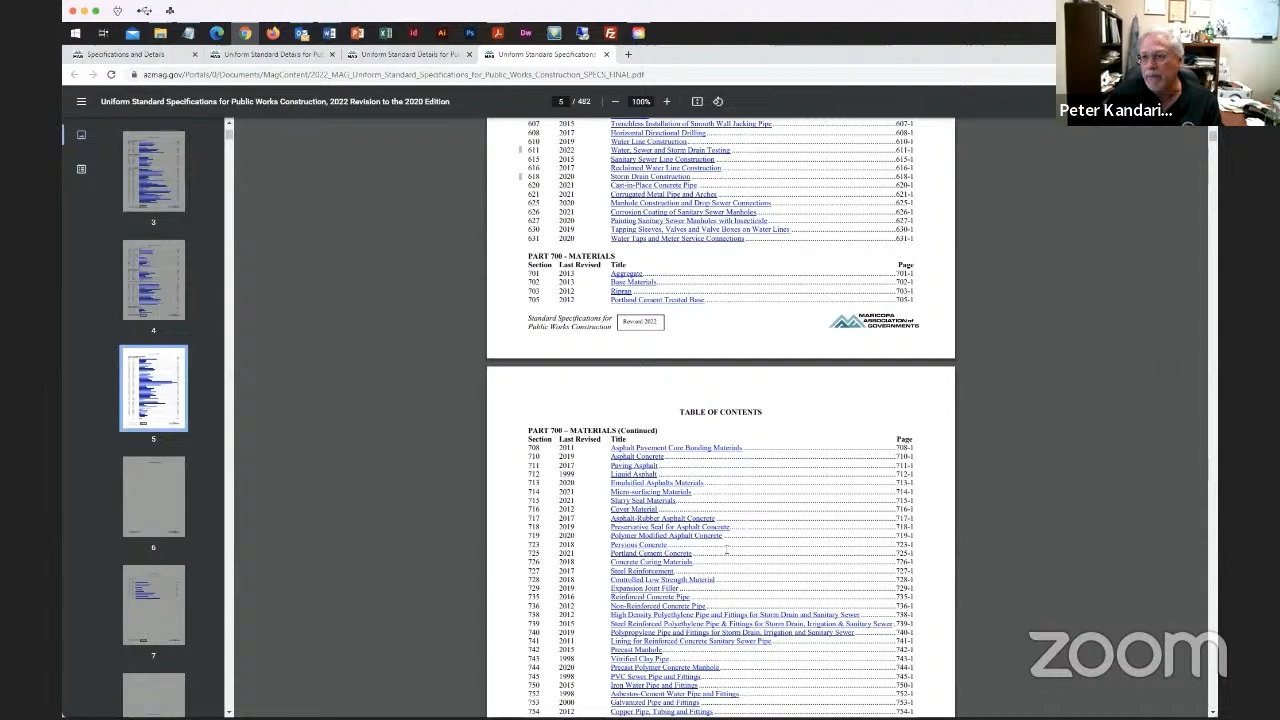 Specifications and Details
Uniform Standard Details for Pu
Uniform Standard Details for Pul
Uniform Standard Specifications
azmag.gov/Portals/0/Documents/MagContent/2022_MAG_Uniform_Standard_Specifications_for_Public_Works_Construction_SPECS_FINAL.pdf
Uniform Standard Specifications for Public Works Construction, 2022 Revision to the 2020 Edition
5 / 482
100%
Peter Kandari...
3
4
5
6
7
607 2015 Trenchless Installation of Smooth Wall Jacking Pipe 607-1
608 2017 Horizontal Directional Drilling 608-1
610 2019 Water Line Construction 610-1
611 2022 Water, Sewer and Storm Drain Testing 611-1
615 2015 Sanitary Sewer Line Construction 615-1
616 2017 Reclaimed Water Line Construction 616-1
618 2020 Storm Drain Construction 618-1
620 2021 Cast-in-Place Concrete Pipe 620-1
621 2021 Corrugated Metal Pipe and Arches 621-1
625 2020 Manhole Construction and Drop Sewer Connections 625-1
626 2021 Corrosion Coating of Sanitary Sewer Manholes 626-1
627 2020 Painting Sanitary Sewer Manholes with Insecticide 627-1
630 2019 Tapping Sleeves, Valves and Valve Boxes on Water Lines 630-1
631 2020 Water Taps and Meter Service Connections 631-1
PART 700 - MATERIALS
Section Last Revised Title Page
701 2013 Aggregate 701-1
702 2013 Base Materials 702-1
703 2012 Riprap 703-1
705 2012 Portland Cement Treated Base 705-1
Standard Specifications for
Public Works Construction
Revised 2022
MARICOPA
ASSOCIATION of
GOVERNMENTS
TABLE OF CONTENTS
PART 700 – MATERIALS (Continued)
Section Last Revised Title Page
708 2011 Asphalt Pavement Core Bonding Materials 708-1
710 2019 Asphalt Concrete 710-1
711 2017 Paving Asphalt 711-1
712 1999 Liquid Asphalt 712-1
713 2020 Emulsified Asphalts Materials 713-1
714 2021 Micro-surfacing Materials 714-1
715 2021 Slurry Seal Materials 715-1
716 2012 Cover Material 716-1
717 2017 Asphalt-Rubber Asphalt Concrete 717-1
718 2019 Preservative Seal for Asphalt Concrete 718-1
719 2020 Polymer Modified Asphalt Concrete 719-1
723 2018 Pervious Concrete 723-1
725 2021 Portland Cement Concrete 725-1
726 2018 Concrete Curing Materials 726-1
727 2017 Steel Reinforcement 727-1
728 2018 Controlled Low Strength Material 728-1
729 2019 Expansion Joint Filler 729-1
735 2016 Reinforced Concrete Pipe 735-1
736 2012 Non-Reinforced Concrete Pipe 736-1
738 2012 High Density Polyethylene Pipe and Fittings for Storm Drain and Sanitary Sewer 738-1
739 2015 Steel Reinforced Polyethylene Pipe & Fittings for Storm Drain, Irrigation & Sanitary Sewer 739-1
740 2019 Polypropylene Pipe and Fittings for Storm Drain, Irrigation and Sanitary Sewer 740-1
741 2011 Lining for Reinforced Concrete Sanitary Sewer Pipe 741-1
742 2015 Precast Manhole 742-1
743 1998 Vitrified Clay Pipe 743-1
744 2020 Precast Polymer Concrete Manhole 744-1
745 1998 PVC Sewer Pipe and Fittings 745-1
750 2015 Iron Water Pipe and Fittings 750-1
752 1998 Asbestos-Cement Water Pipe and Fittings 752-1
753 2000 Galvanized Pipe and Fittings 753-1
754 2012 Copper Pipe, Tubing and Fittings 754-1
zoom